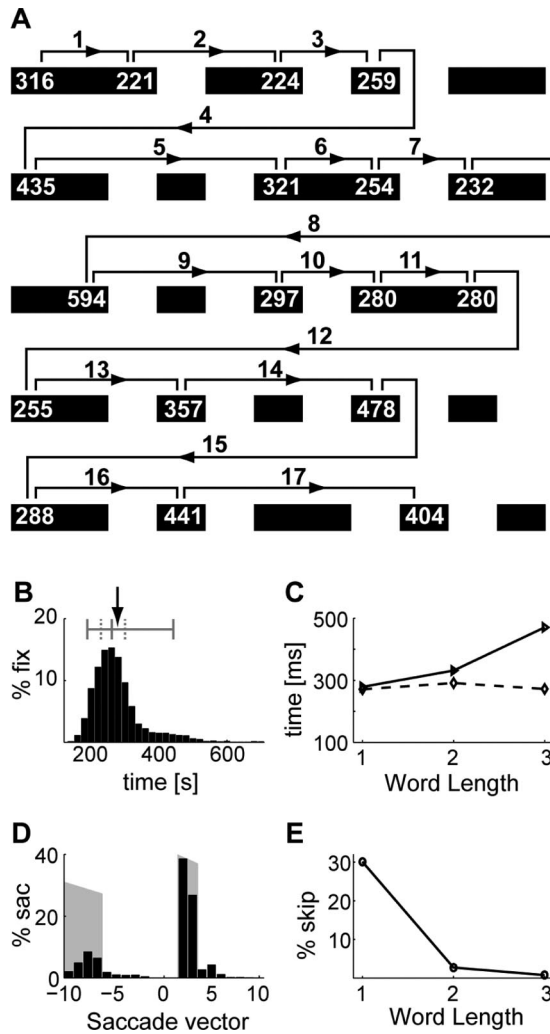 A
1 2 3
316 221 224 259
4
5 6 7
435 321 254 232
8
9 10 11
594 297 280 280
12
13 14
255 357 478
15
16 17
288 441 404
B
20
10
% fix
200 400 600
time [s]
C
500
300
100
time [ms]
1 2 3
Word Length
D
40
20
0
% sac
-10 -5 0 5 10
Saccade vector
E
30
20
10
% skip
1 2 3
Word Length